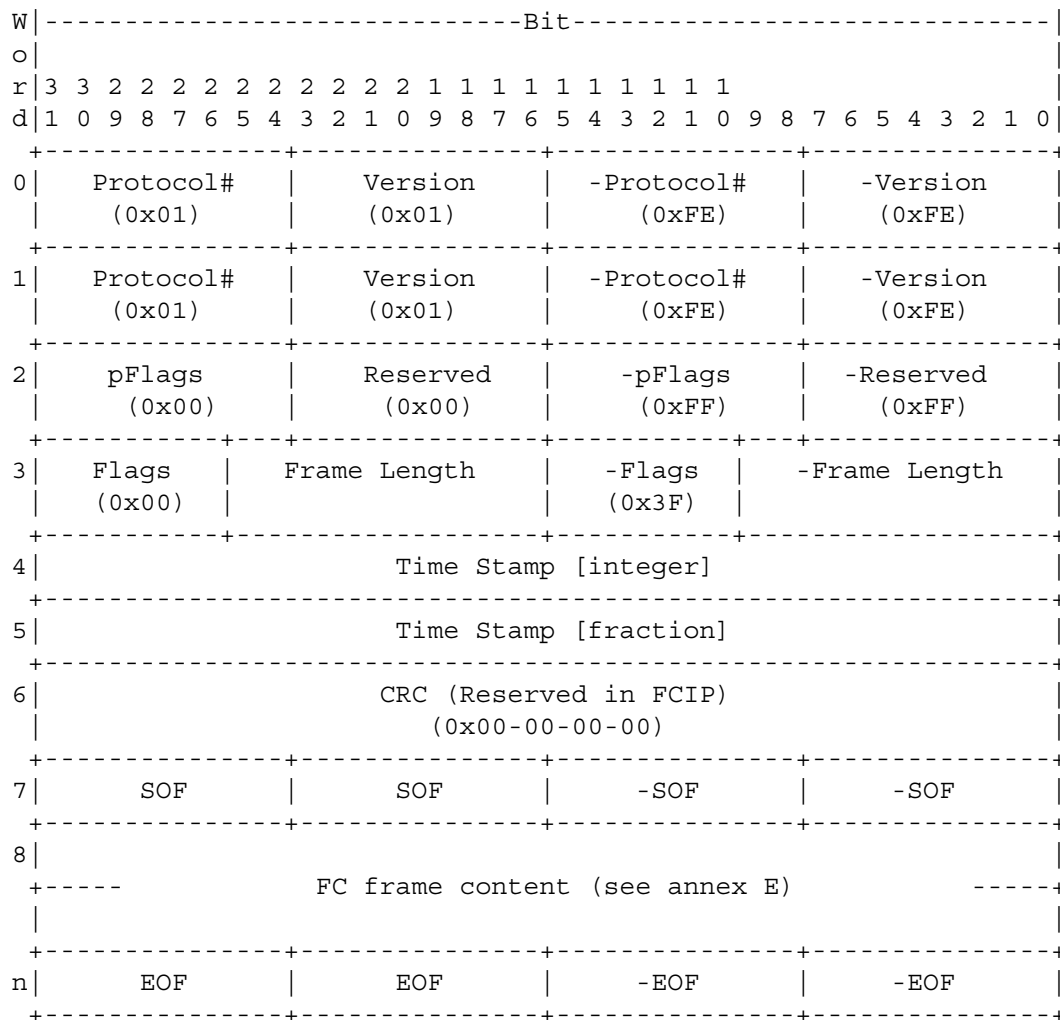 W|------------------------------Bit------------------------------|
o|                                                               |
r|3 3 2 2 2 2 2 2 2 2 2 2 1 1 1 1 1 1 1 1 1 1                    |
d|1 0 9 8 7 6 5 4 3 2 1 0 9 8 7 6 5 4 3 2 1 0 9 8 7 6 5 4 3 2 1 0|
 +---------------+---------------+---------------+---------------+
0|   Protocol#   |    Version    |  -Protocol#   |   -Version    |
 |    (0x01)     |    (0x01)     |     (0xFE)    |    (0xFE)     |
 +---------------+---------------+---------------+---------------+
1|   Protocol#   |    Version    |  -Protocol#   |   -Version    |
 |    (0x01)     |    (0x01)     |     (0xFE)    |    (0xFE)     |
 +---------------+---------------+---------------+---------------+
2|    pFlags     |    Reserved   |    -pFlags    |  -Reserved    |
 |     (0x00)    |     (0x00)    |     (0xFF)    |    (0xFF)     |
 +-----------+---+---------------+-----------+---+---------------+
3|   Flags   |   Frame Length    |   -Flags  |   -Frame Length   |
 |   (0x00)  |                   |   (0x3F)  |                   |
 +-----------+-------------------+-----------+-------------------+
4|                      Time Stamp [integer]                     |
 +---------------------------------------------------------------+
5|                      Time Stamp [fraction]                    |
 +---------------------------------------------------------------+
6|                     CRC (Reserved in FCIP)                    |
 |                        (0x00-00-00-00)                        |
 +---------------+---------------+---------------+---------------+
7|      SOF      |      SOF      |     -SOF      |     -SOF      |
 +---------------+---------------+---------------+---------------+
8|                                                               |
 +-----            FC frame content (see annex E)           -----+
 |                                                               |
 +---------------+---------------+---------------+---------------+
n|      EOF      |      EOF      |     -EOF      |     -EOF      |
 +---------------+---------------+---------------+---------------+